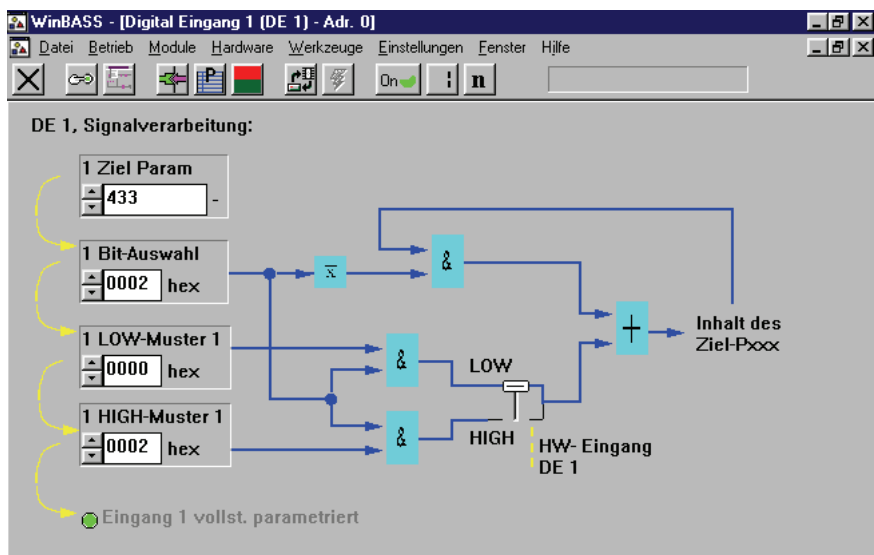 WinBASS - [Digital Eingang 1 (DE 1) - Adr. 0]
Datei Betrieb Module Hardware Werkzeuge Einstellungen Fenster Hilfe
P On n
DE 1, Signalverarbeitung:
1 Ziel Param
433 -
1 Bit-Auswahl
0002 hex
x
&
1 LOW-Muster 1
0000 hex
&
LOW
+
Inhalt des
Ziel-Pxxx
1 HIGH-Muster 1
0002 hex
&
HIGH
HW- Eingang
DE 1
Eingang 1 vollst. parametriert